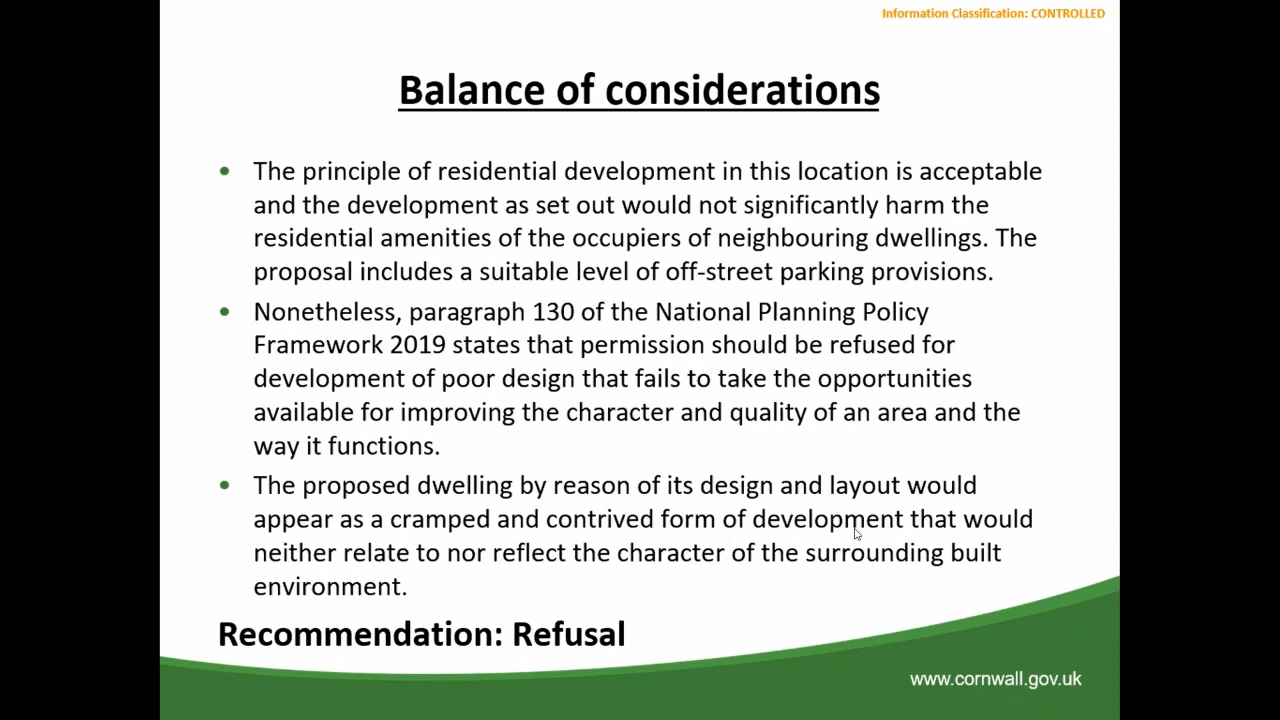 Information Classification: CONTROLLED
Balance of considerations
• The principle of residential development in this location is acceptable
and the development as set out would not significantly harm the
residential amenities of the occupiers of neighbouring dwellings. The
proposal includes a suitable level of off-street parking provisions.
• Nonetheless, paragraph 130 of the National Planning Policy
Framework 2019 states that permission should be refused for
development of poor design that fails to take the opportunities
available for improving the character and quality of an area and the
way it functions.
• The proposed dwelling by reason of its design and layout would
appear as a cramped and contrived form of development that would
neither relate to nor reflect the character of the surrounding built
environment.
Recommendation: Refusal
www.cornwall.gov.uk